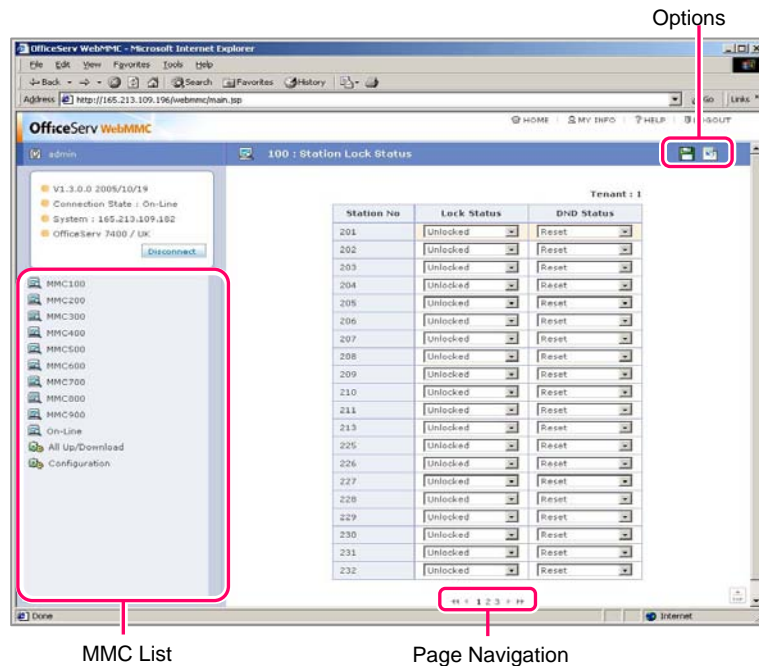 Options
OfficeServ WebMMC - Microsoft Internet Explorer
File Edit View Favorites Tools Help
Back Search Favorites History
Address http://165.213.109.196/webmmc/main.jsp Go Links
OfficeServ WebMMC
HOME MY INFO HELP LOGOUT
admin
100 : Station Lock Status
V1.3.0.0 2005/10/19
Connection State : On-Line
System : 165.213.109.182
OfficeServ 7400 / UK
Disconnect
MMC100
MMC200
MMC300
MMC400
MMC500
MMC600
MMC700
MMC800
MMC900
On-Line
All Up/Download
Configuration
Tenant : 1
Station No Lock Status DND Status
201 Unlocked Reset
202 Unlocked Reset
203 Unlocked Reset
204 Unlocked Reset
205 Unlocked Reset
206 Unlocked Reset
207 Unlocked Reset
208 Unlocked Reset
209 Unlocked Reset
210 Unlocked Reset
211 Unlocked Reset
213 Unlocked Reset
225 Unlocked Reset
226 Unlocked Reset
227 Unlocked Reset
228 Unlocked Reset
229 Unlocked Reset
230 Unlocked Reset
231 Unlocked Reset
232 Unlocked Reset
1 2 3
TOP
Done Internet
MMC List
Page Navigation